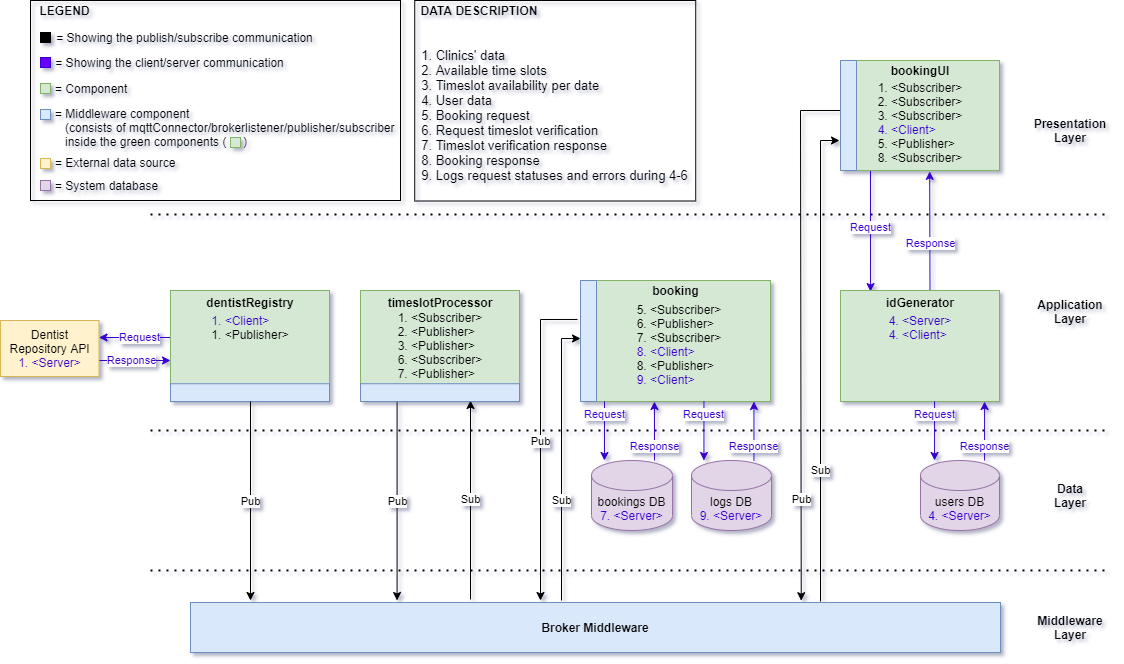 LEGEND
= Showing the publish/subscribe communication
= Showing the client/server communication
= Component
= Middleware component
(consists of mqttConnector/brokerlistener/publisher/subscriber
inside the green components ( )
= External data source
= System database
DATA DESCRIPTION
1. Clinics' data
2. Available time slots
3. Timeslot availability per date
4. User data
5. Booking request
6. Request timeslot verification
7. Timeslot verification response
8. Booking response
9. Logs request statuses and errors during 4-6
bookingUI
1. <Subscriber>
2. <Subscriber>
3. <Subscriber>
4. <Client>
5. <Publisher>
8. <Subscriber>
Presentation
Layer
Request
Response
Dentist
Repository API
1. <Server>
Request
Response
dentistRegistry
1. <Client>
1. <Publisher>
timeslotProcessor
1. <Subscriber>
2. <Publisher>
3. <Publisher>
6. <Subscriber>
7. <Publisher>
booking
5. <Subscriber>
6. <Publisher>
7. <Subscriber>
8. <Client>
8. <Publisher>
9. <Client>
idGenerator
4. <Server>
4. <Client>
Application
Layer
Request
Response
Request
Response
Request
Response
Pub
Pub
Sub
Pub
Sub
bookings DB
7. <Server>
logs DB
9. <Server>
Pub
Sub
users DB
4. <Server>
Data
Layer
Broker Middleware
Middleware
Layer